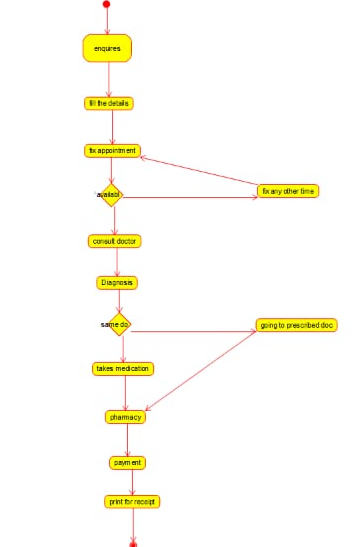 enquires
fill the details
fix appointment
availabl
fix any other time
consult doctor
Diagnosis
same do
going to prescribed doc
takes medication
pharmacy
payment
print for receipt